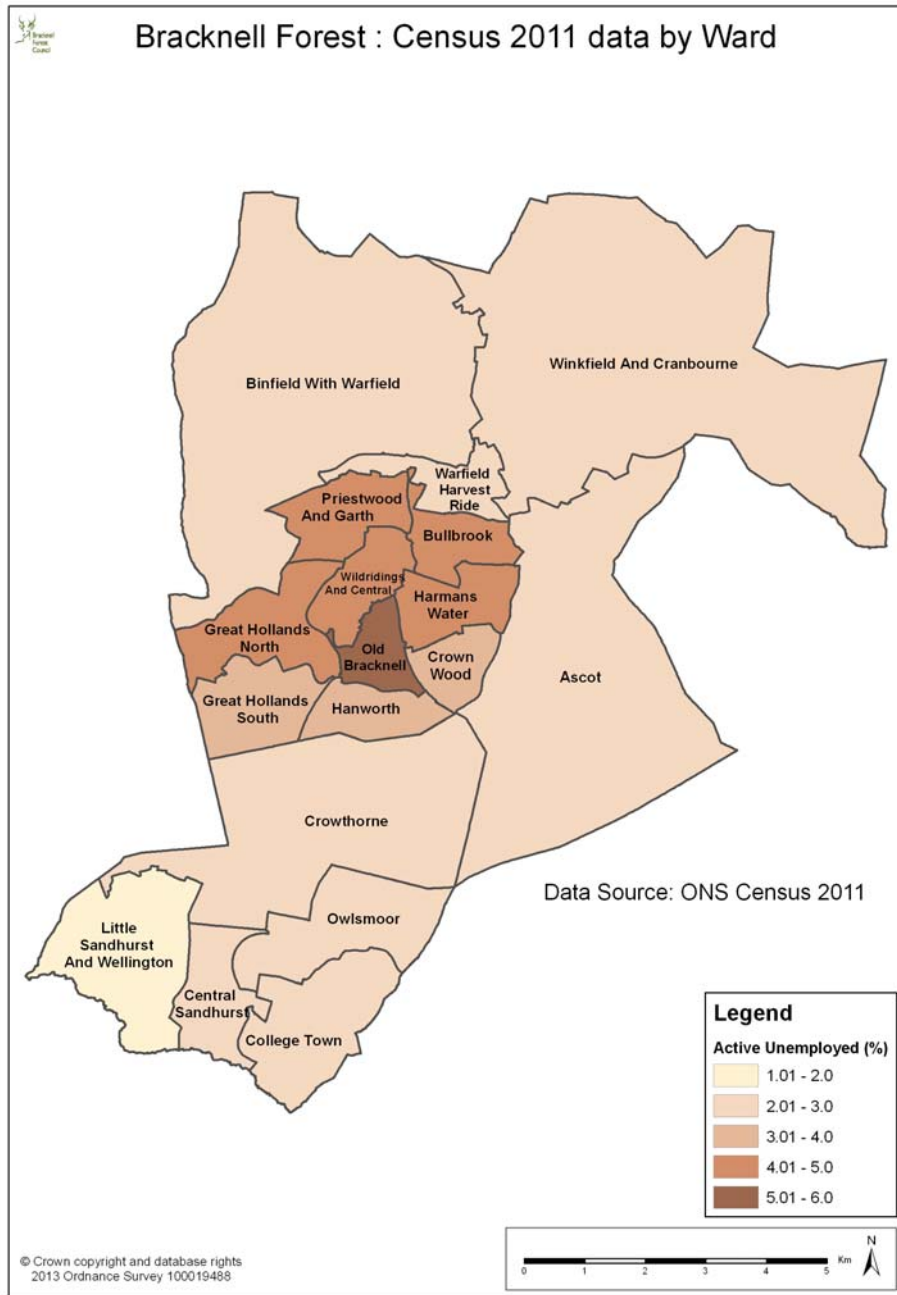 Bracknell
Forest
Council
Bracknell Forest : Census 2011 data by Ward
Winkfield And Cranbourne
Binfield With Warfield
Warfield
Harvest
Ride
Priestwood
And Garth
Bullbrook
Wildridings
And Central
Harmans
Water
Great Hollands
North
Old
Bracknell
Crown
Wood
Ascot
Great Hollands
South
Hanworth
Crowthorne
Data Source: ONS Census 2011
Owlsmoor
Little
Sandhurst
And Wellington
Central
Sandhurst
College Town
Legend
Active Unemployed (%)
1.01 - 2.0
2.01 - 3.0
3.01 - 4.0
4.01 - 5.0
5.01 - 6.0
© Crown copyright and database rights
2013 Ordnance Survey 100019488
N
Km
0 1 2 3 4 5